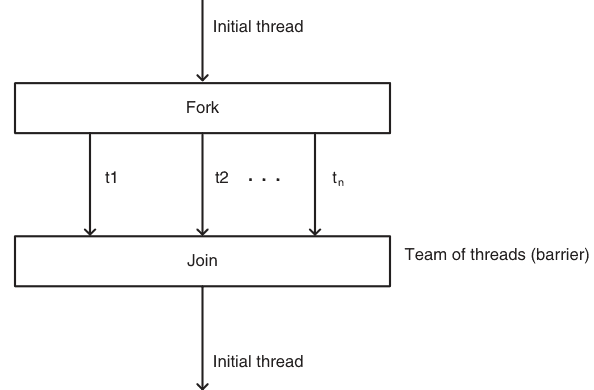 Initial thread
Fork
t1 t2 . . . tn
Join
Team of threads (barrier)
Initial thread